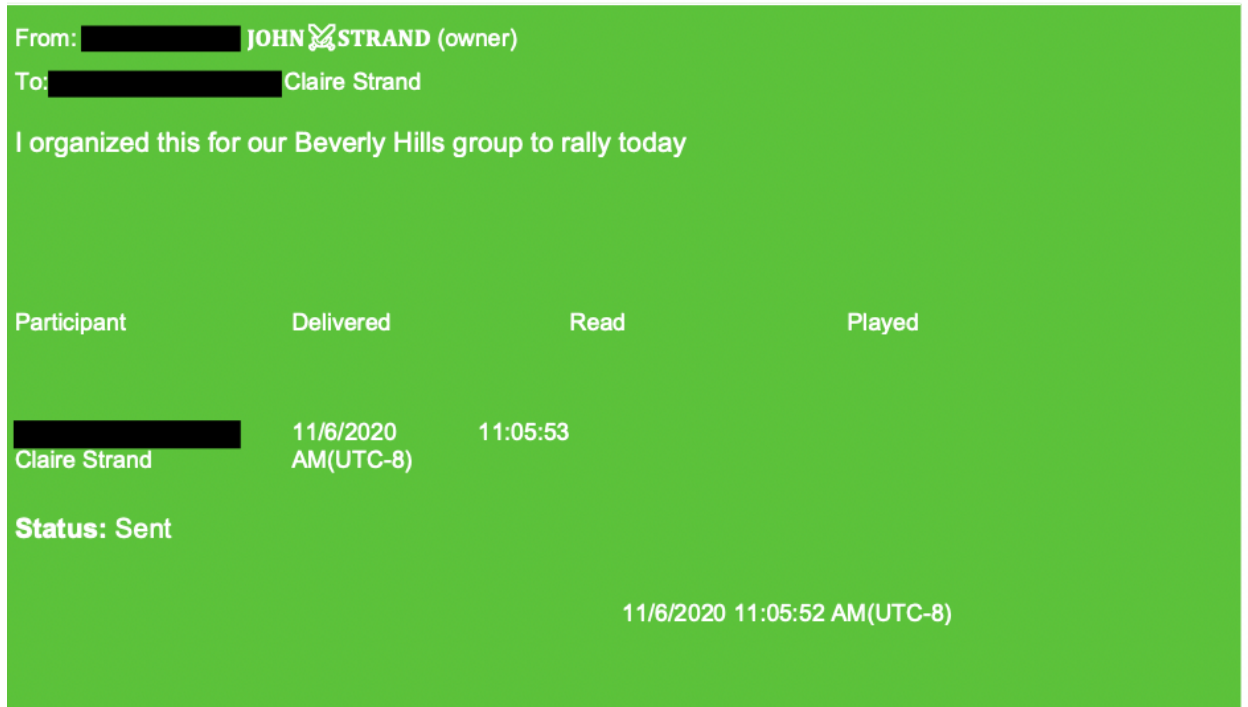 From: JOHN⚔STRAND (owner)
To: Claire Strand
I organized this for our Beverly Hills group to rally today
Participant Delivered Read Played
11/6/2020 11:05:53
Claire Strand AM(UTC-8)
Status: Sent
11/6/2020 11:05:52 AM(UTC-8)